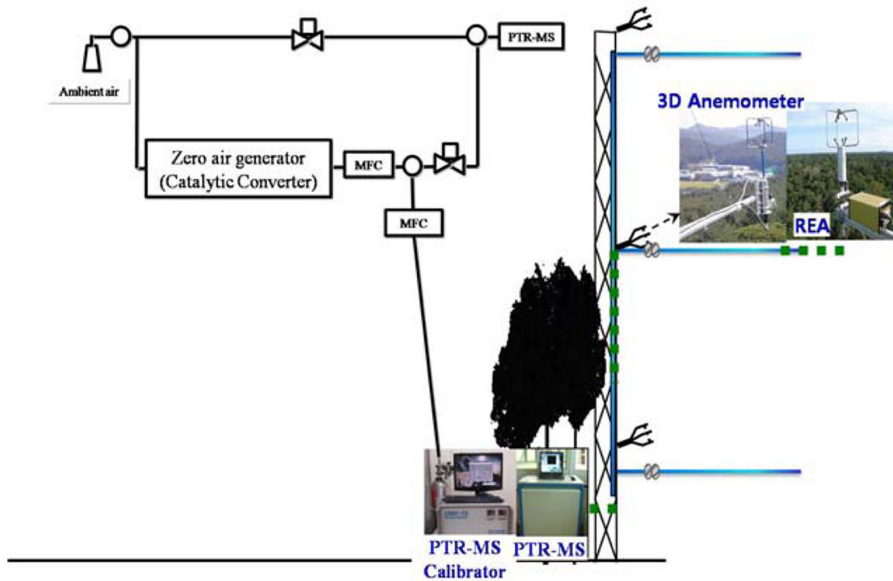 PTR-MS
Ambient air
3D Anemometer
Zero air generator
(Catalytic Converter)
MFC
MFC
REA
PTR-MS
Calibrator
PTR-MS